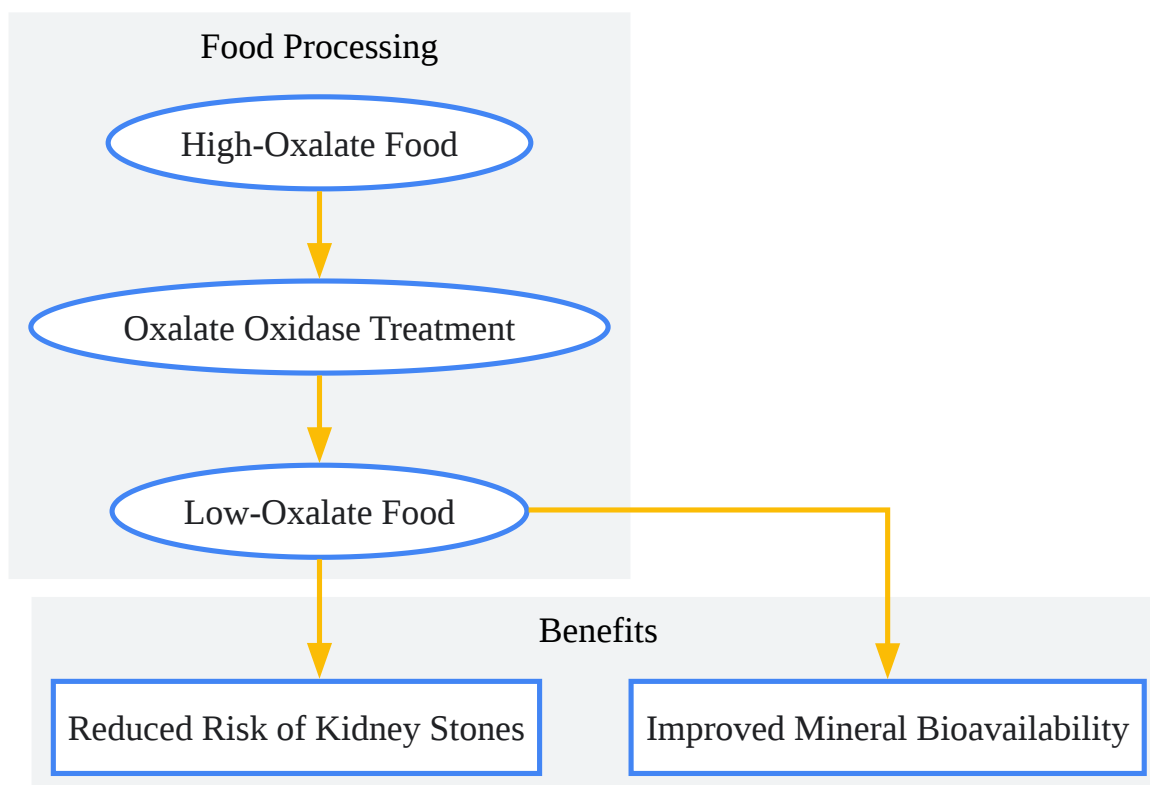 Food Processing
High-Oxalate Food
Oxalate Oxidase Treatment
Low-Oxalate Food
Benefits
Reduced Risk of Kidney Stones
Improved Mineral Bioavailability